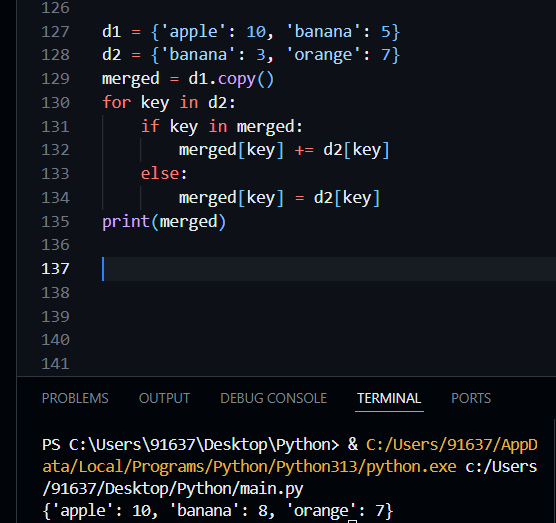 126
127 d1 = {'apple': 10, 'banana': 5}
128 d2 = {'banana': 3, 'orange': 7}
129 merged = d1.copy()
130 for key in d2:
131     if key in merged:
132         merged[key] += d2[key]
133     else:
134         merged[key] = d2[key]
135 print(merged)
136
137
138
139
140
141
PROBLEMS OUTPUT DEBUG CONSOLE TERMINAL PORTS
PS C:\Users\91637\Desktop\Python> & C:/Users/91637/AppD
ata/Local/Programs/Python/Python313/python.exe c:/Users
/91637/Desktop/Python/main.py
{'apple': 10, 'banana': 8, 'orange': 7}